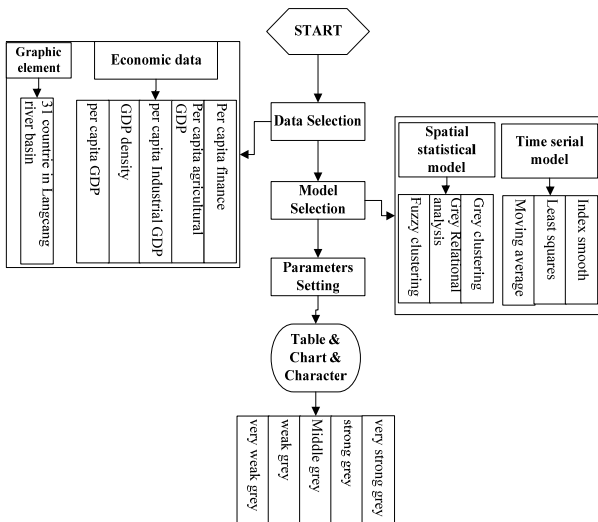 START
Graphic
element
31 countrie in Langcang
river basin
Economic data
per capita GDP
GDP density
per capita Industrial GDP
Per capita agricultural
GDP
Per capita finance
Data Selection
Model
Selection
Spatial
statistical
model
Fuzzy clustering
Grey Relational
analysis
Grey clustering
Time serial
model
Moving average
Least squares
Index smooth
Parameters
Setting
Table &
Chart &
Character
very weak grey
weak grey
Middle grey
strong grey
very strong grey